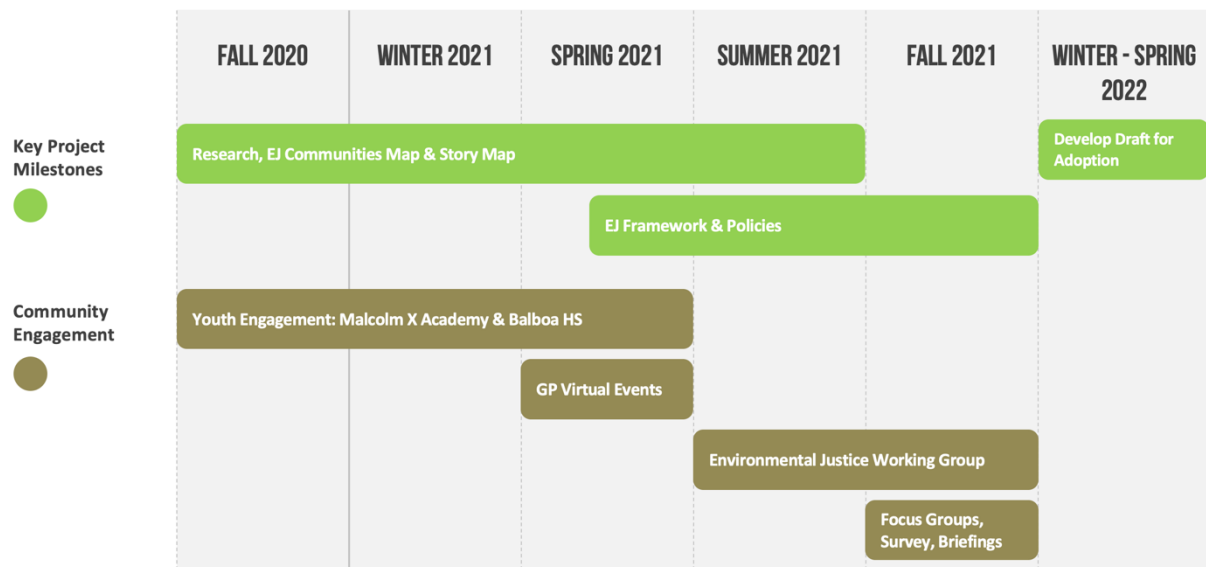 FALL 2020
WINTER 2021
SPRING 2021
SUMMER 2021
FALL 2021
WINTER - SPRING
2022
Key Project
Milestones
Research, EJ Communities Map & Story Map
Develop Draft for
Adoption
EJ Framework & Policies
Community
Engagement
Youth Engagement: Malcolm X Academy & Balboa HS
GP Virtual Events
Environmental Justice Working Group
Focus Groups,
Survey, Briefings